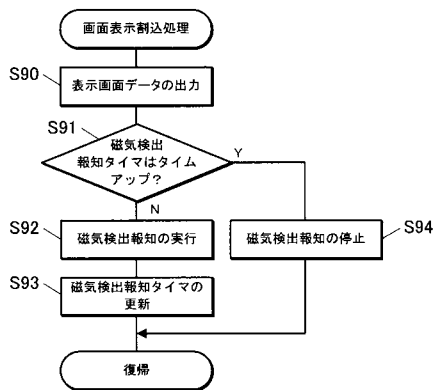 画面表示割込処理
S90
表示画面データの出力
S91
磁気検出
報知タイマはタイム
アップ？
Y
N
S92
磁気検出報知の実行
磁気検出報知の停止
S94
S93
磁気検出報知タイマの
更新
復帰